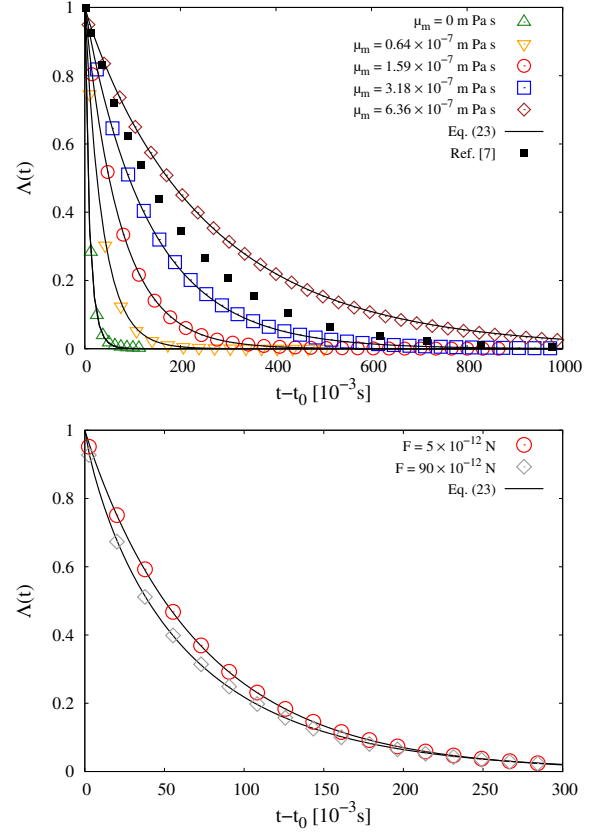 1
0.8
0.6
0.4
0.2
0
Λ(t)
0
200
400
600
800
1000
t−t₀ [10⁻³s]
μₘ = 0 m Pa s
μₘ = 0.64 × 10⁻⁷ m Pa s
μₘ = 1.59 × 10⁻⁷ m Pa s
μₘ = 3.18 × 10⁻⁷ m Pa s
μₘ = 6.36 × 10⁻⁷ m Pa s
Eq. (23)
Ref. [7]
1
0.8
0.6
0.4
0.2
0
Λ(t)
0
50
100
150
200
250
300
t−t₀ [10⁻³s]
F = 5 × 10⁻¹² N
F = 90 × 10⁻¹² N
Eq. (23)